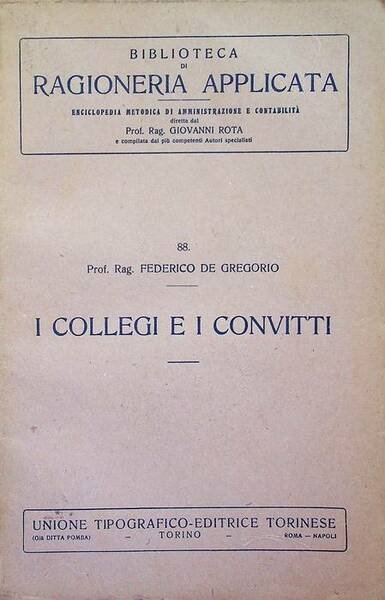 BIBLIOTECA
DI
RAGIONERIA APPLICATA
ENCICLOPEDIA METODICA DI AMMINISTRAZIONE E CONTABILITÀ
diretta dal
Prof. Rag. GIOVANNI ROTA
e compilata dai più competenti Autori specialisti
88.
Prof. Rag. FEDERICO DE GREGORIO
I COLLEGI E I CONVITTI
UNIONE TIPOGRAFICO-EDITRICE TORINESE
(GIÀ DITTA POMBA) – TORINO – ROMA – NAPOLI